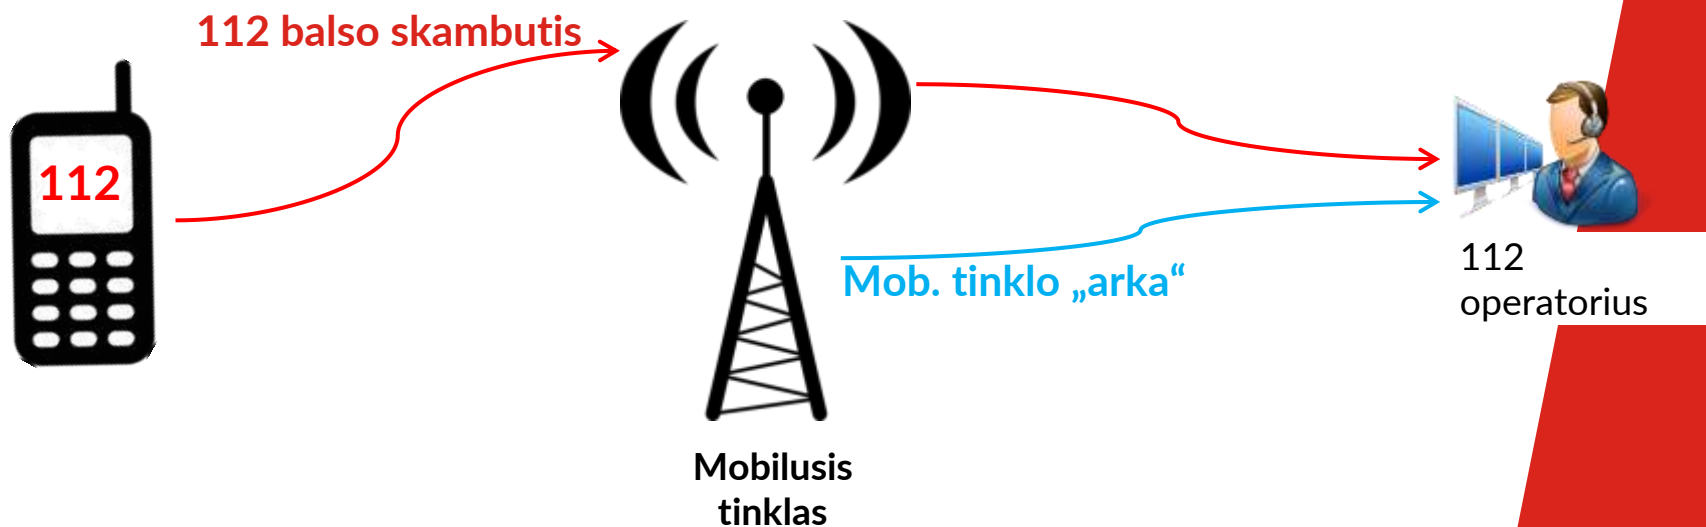 112 balso skambutis
112
Mob. tinklo „arka“
112
operatorius
Mobilusis
tinklas